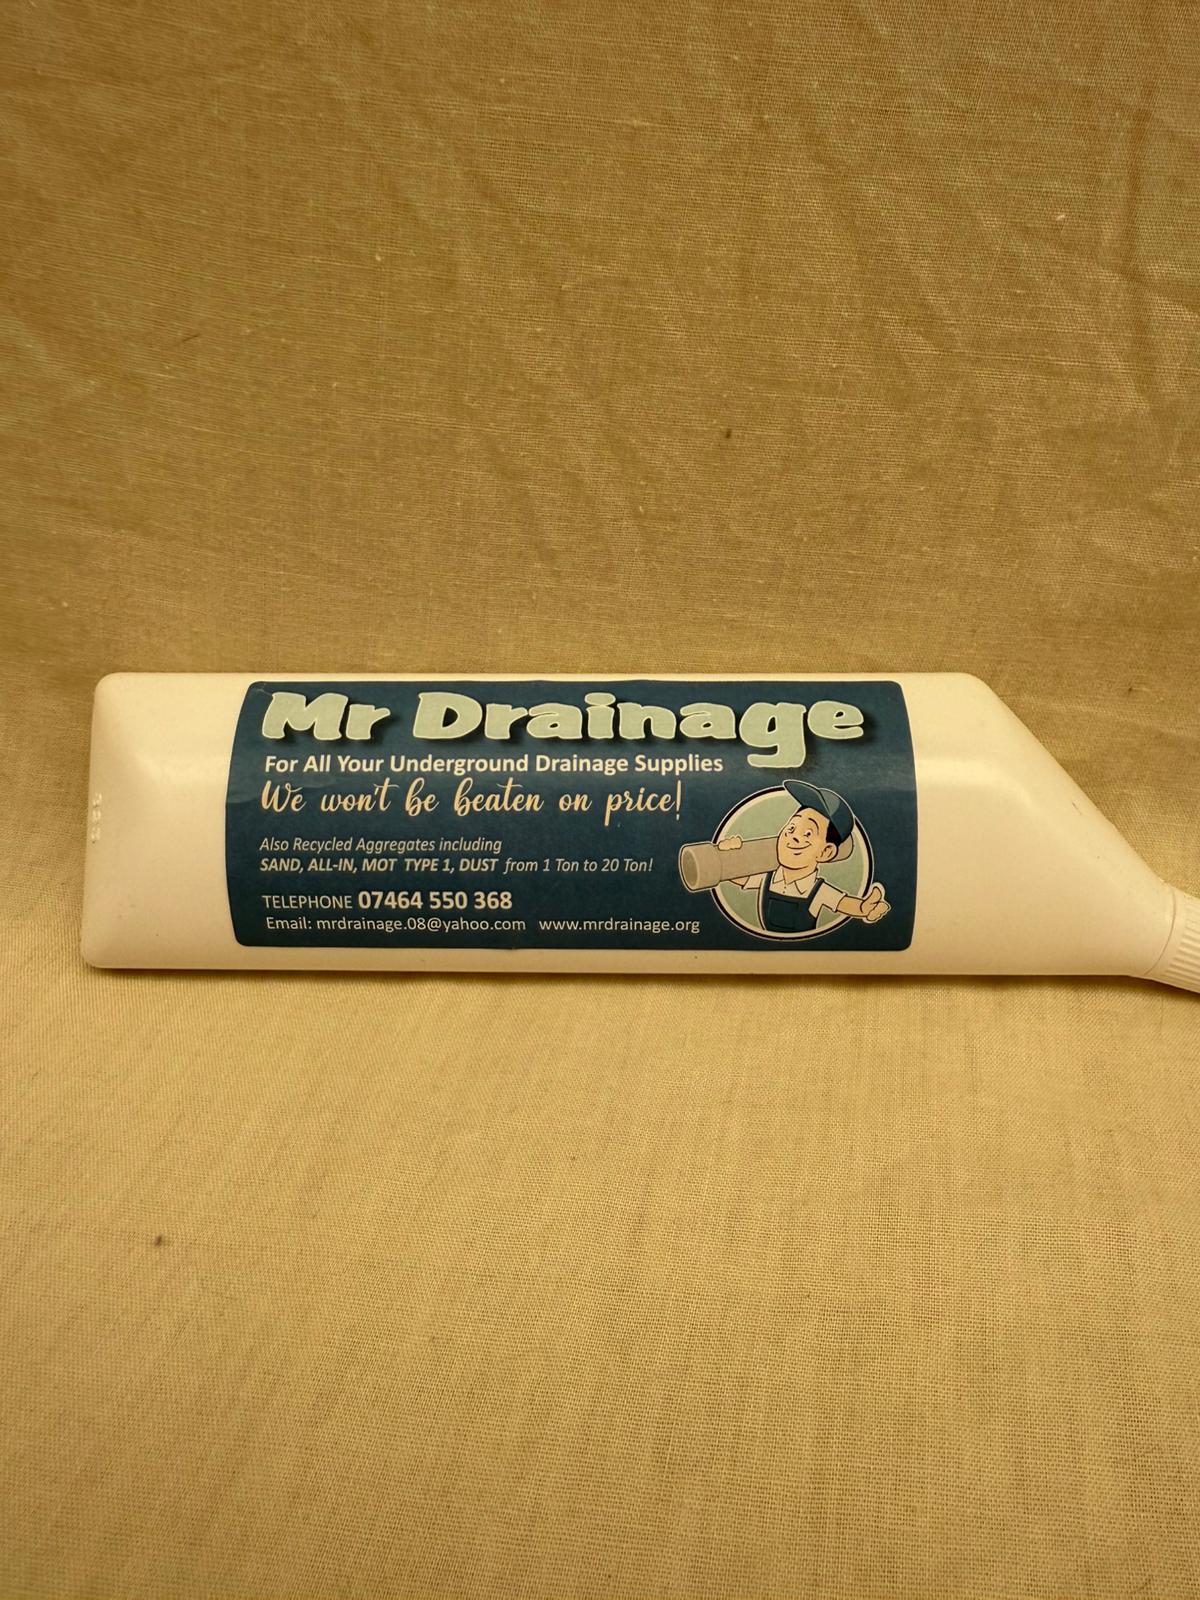 Mr Drainage
For All Your Underground Drainage Supplies
We won't be beaten on price!
Also Recycled Aggregates including
SAND, ALL-IN, MOT TYPE 1, DUST from 1 Ton to 20 Ton!
TELEPHONE 07464 550 368
Email: mrdrainage.08@yahoo.com www.mrdrainage.org